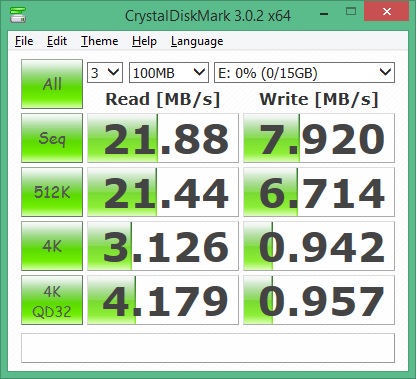 CrystalDiskMark 3.0.2 x64
File Edit Theme Help Language
All 3 100MB E: 0% (0/15GB)
Read [MB/s] Write [MB/s]
Seq 21.88 7.920
512K 21.44 6.714
4K 3.126 0.942
4K QD32 4.179 0.957